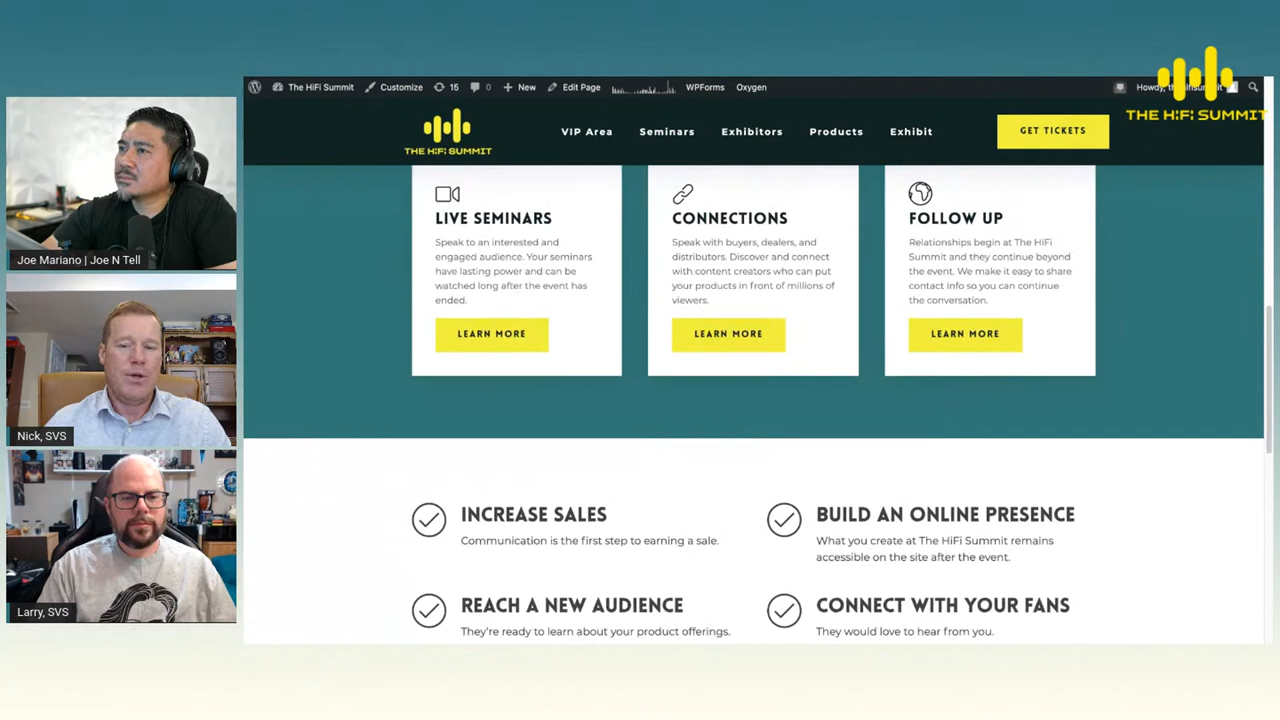 The HiFi Summit
Customize
15
0
New
Edit Page
WPForms
Oxygen
THE HIFI SUMMIT
THE HIFI SUMMIT
VIP Area
Seminars
Exhibitors
Products
Exhibit
GET TICKETS
LIVE SEMINARS
Speak to an interested and
engaged audience. Your seminars
have lasting power and can be
watched long after the event has
ended.
LEARN MORE
CONNECTIONS
Speak with buyers, dealers, and
distributors. Discover and connect
with content creators who can put
your products in front of millions of
viewers.
LEARN MORE
FOLLOW UP
Relationships begin at The HiFi
Summit and they continue beyond
the event. We make it easy to share
contact info so you can continue
the conversation.
LEARN MORE
INCREASE SALES
Communication is the first step to earning a sale.
BUILD AN ONLINE PRESENCE
What you create at The HiFi Summit remains
accessible on the site after the event.
REACH A NEW AUDIENCE
They're ready to learn about your product offerings.
CONNECT WITH YOUR FANS
They would love to hear from you.
Joe Mariano | Joe N Tell
Nick, SVS
Larry, SVS